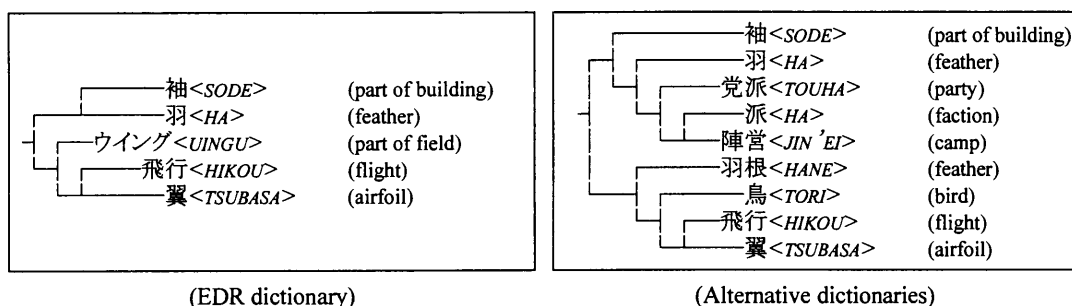 袖<SODE> (part of building)
羽<HA> (feather)
ウイング<UINGU> (part of field)
飛行<HIKOU> (flight)
翼<TSUBASA> (airfoil)
(EDR dictionary)
袖<SODE> (part of building)
羽<HA> (feather)
党派<TOUHA> (party)
派<HA> (faction)
陣営<JIN 'EI> (camp)
羽根<HANE> (feather)
鳥<TORI> (bird)
飛行<HIKOU> (flight)
翼<TSUBASA> (airfoil)
(Alternative dictionaries)